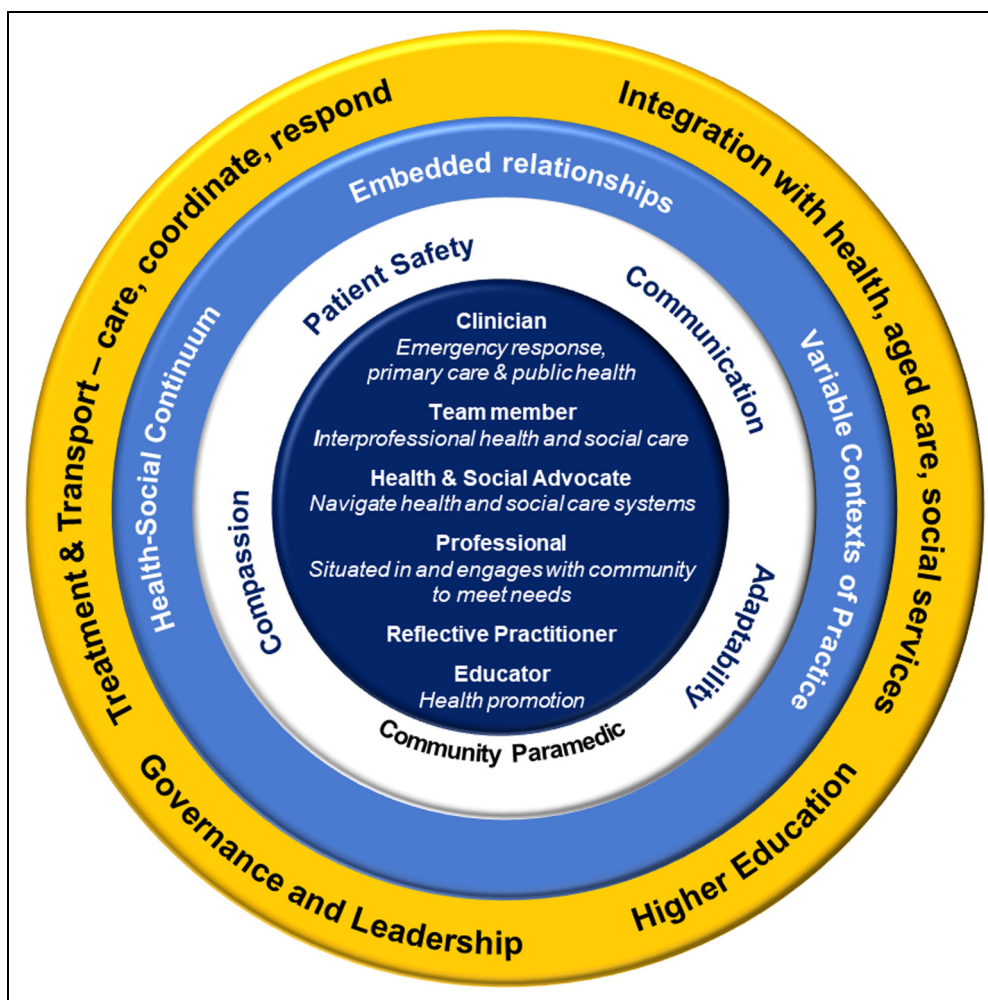 Treatment & Transport – care, coordinate, respond
Integration with health, aged care, social services
Higher Education
Governance and Leadership
Health-Social Continuum
Embedded relationships
Variable Contexts of Practice
Patient Safety
Communication
Adaptability
Compassion
Community Paramedic
Clinician
Emergency response,
primary care & public health
Team member
Interprofessional health and social care
Health & Social Advocate
Navigate health and social care systems
Professional
Situated in and engages with community
to meet needs
Reflective Practitioner
Educator
Health promotion